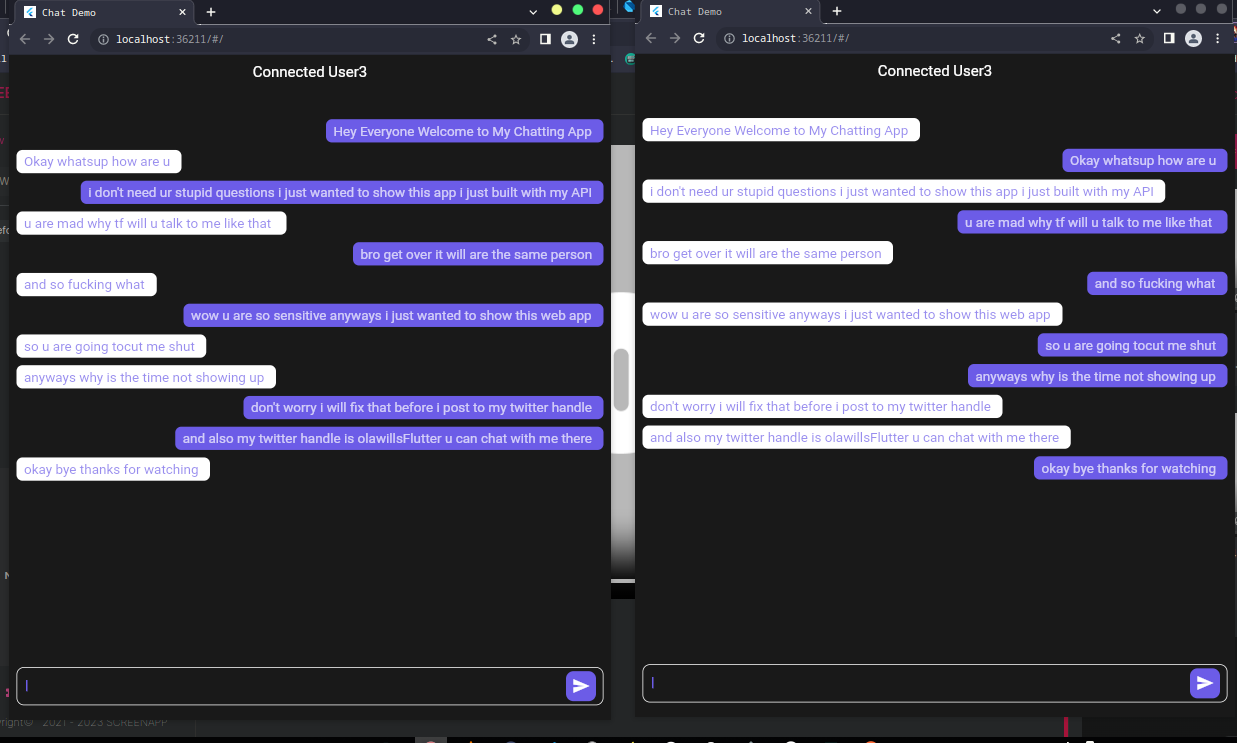 Chat Demo
localhost:36211/#/
Connected User3
Hey Everyone Welcome to My Chatting App
Okay whatsup how are u
i don't need ur stupid questions i just wanted to show this app i just built with my API
u are mad why tf will u talk to me like that
bro get over it will are the same person
and so fucking what
wow u are so sensitive anyways i just wanted to show this web app
so u are going tocut me shut
anyways why is the time not showing up
don't worry i will fix that before i post to my twitter handle
and also my twitter handle is olawillsFlutter u can chat with me there
okay bye thanks for watching
2021 - 2023 SCREENAPP
Chat Demo
localhost:36211/#/
Connected User3
Hey Everyone Welcome to My Chatting App
Okay whatsup how are u
i don't need ur stupid questions i just wanted to show this app i just built with my API
u are mad why tf will u talk to me like that
bro get over it will are the same person
and so fucking what
wow u are so sensitive anyways i just wanted to show this web app
so u are going tocut me shut
anyways why is the time not showing up
don't worry i will fix that before i post to my twitter handle
and also my twitter handle is olawillsFlutter u can chat with me there
okay bye thanks for watching